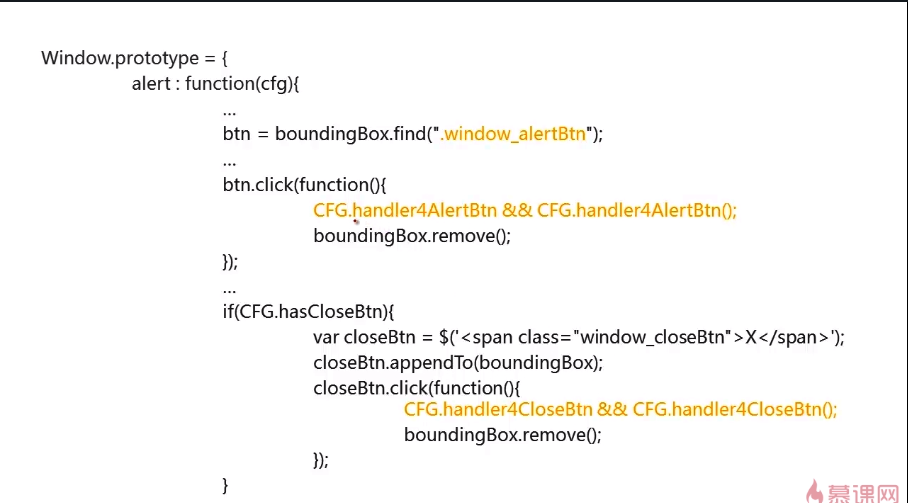 Window.prototype = {
alert : function(cfg){
...
btn = boundingBox.find(".window_alertBtn");
...
btn.click(function(){
CFG.handler4AlertBtn && CFG.handler4AlertBtn();
boundingBox.remove();
});
...
if(CFG.hasCloseBtn){
var closeBtn = $('<span class="window_closeBtn">X</span>');
closeBtn.appendTo(boundingBox);
closeBtn.click(function(){
CFG.handler4CloseBtn && CFG.handler4CloseBtn();
boundingBox.remove();
});
}
慕课网